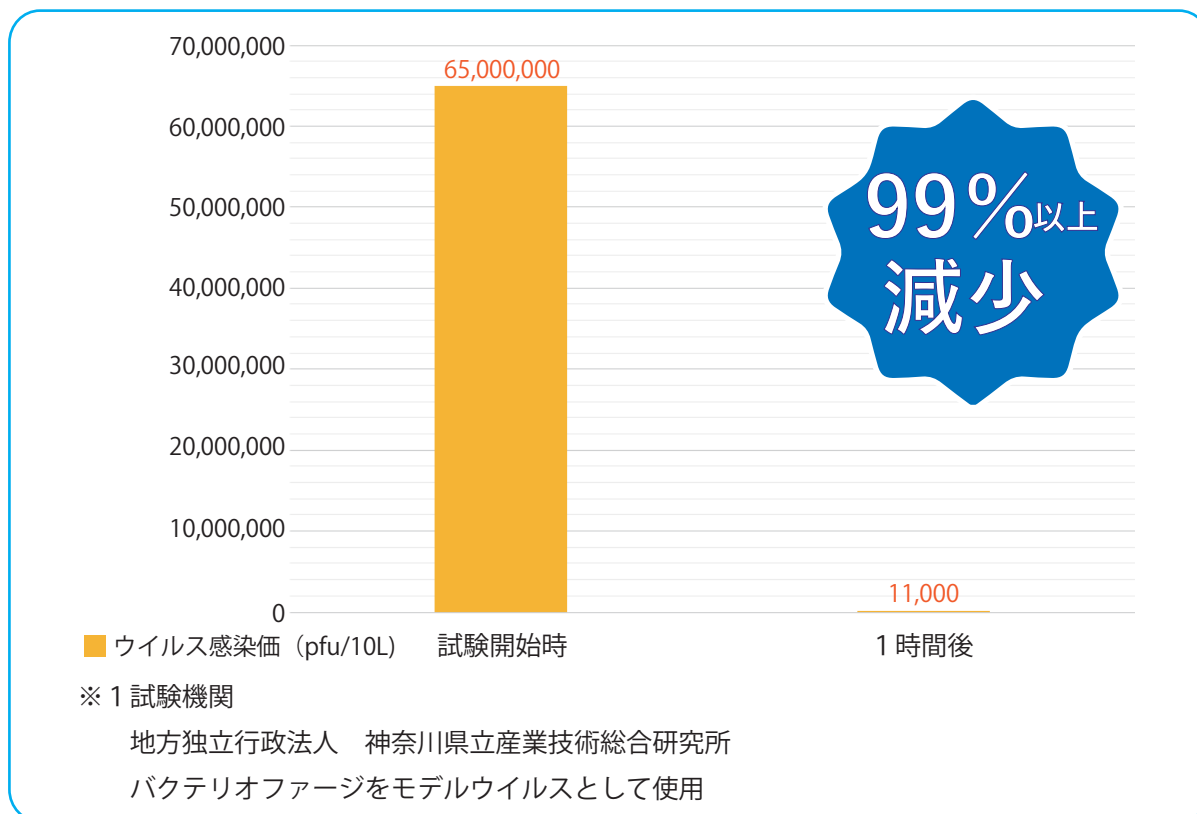 70,000,000
65,000,000
60,000,000
50,000,000
40,000,000
30,000,000
20,000,000
10,000,000
0
99%以上
減少
11,000
ウイルス感染価（pfu/10L)
試験開始時
1 時間後
※ 1 試験機関
地方独立行政法人　神奈川県立産業技術総合研究所
バクテリオファージをモデルウイルスとして使用